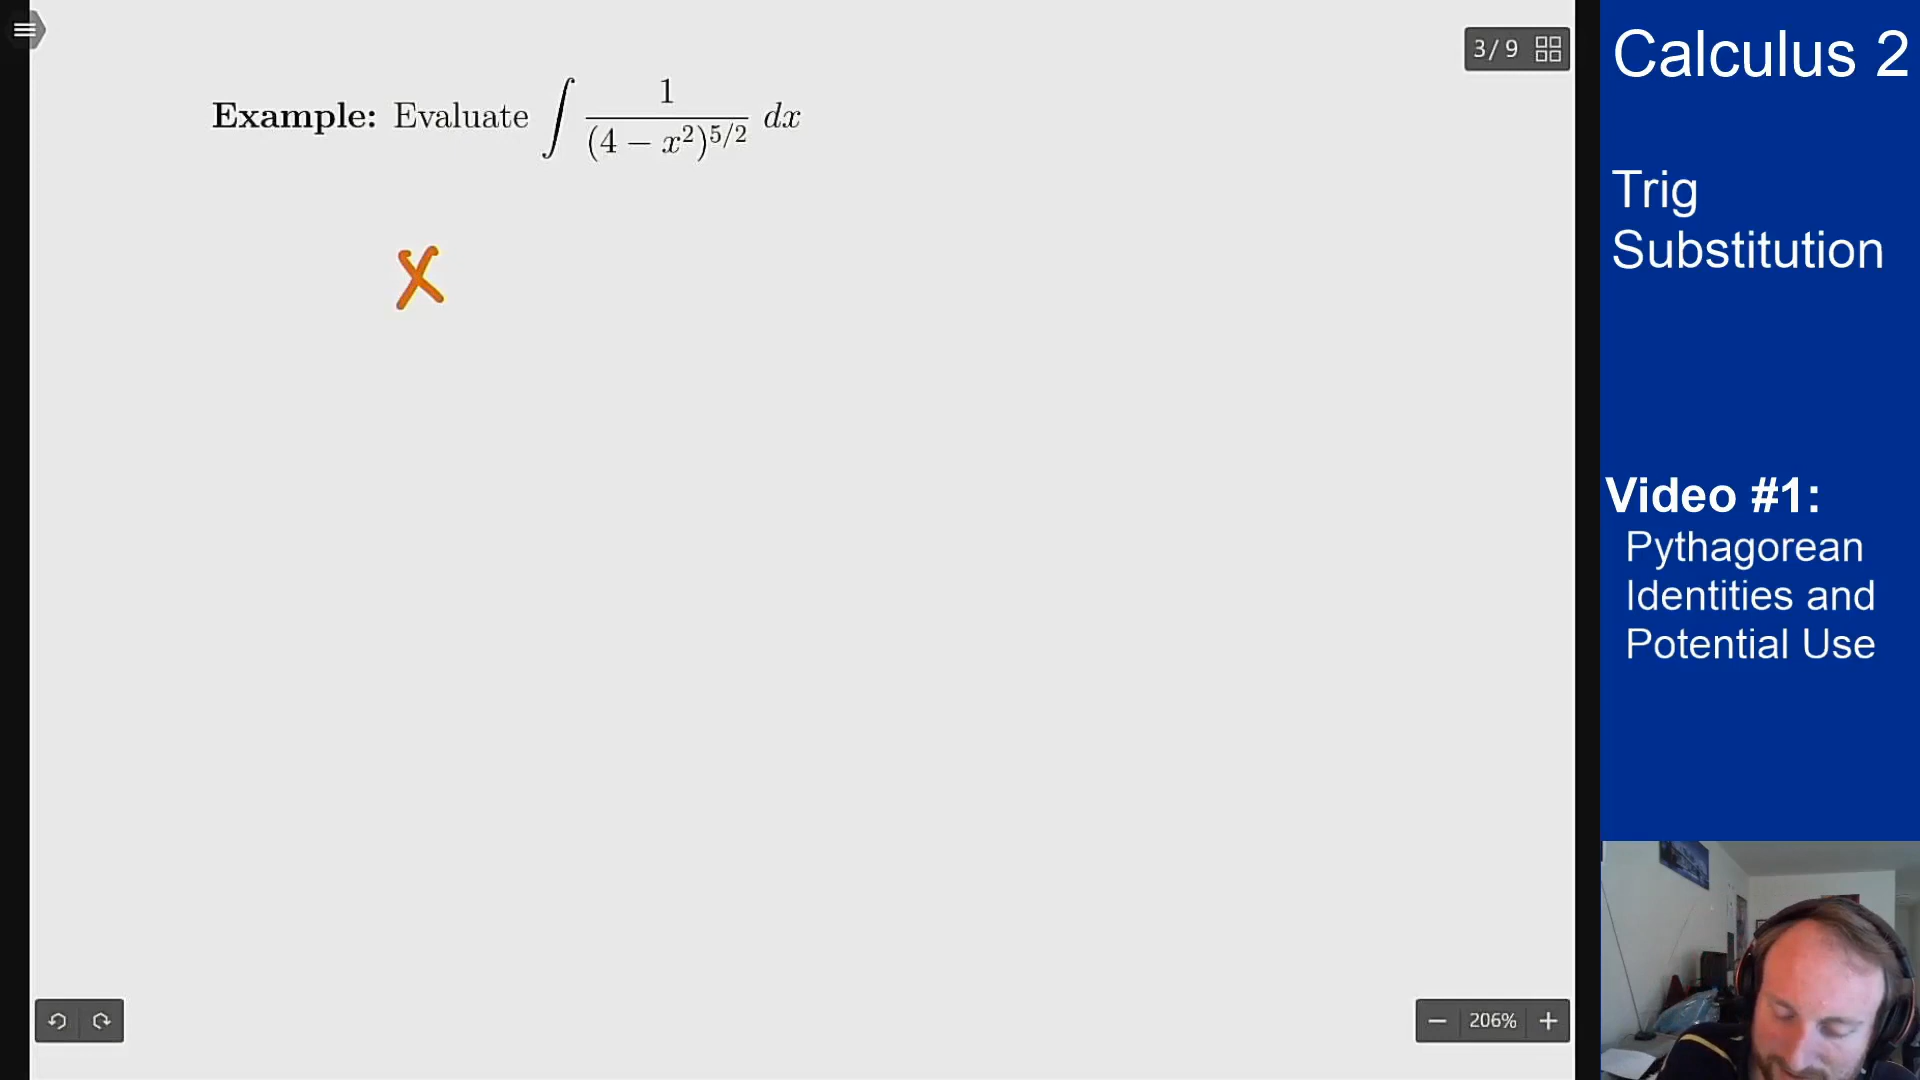 3/9
Example: Evaluate ∫ 1/(4 − x²)^{5/2} dx
x
206%
Calculus 2
Trig
Substitution
Video #1:
Pythagorean
Identities and
Potential Use